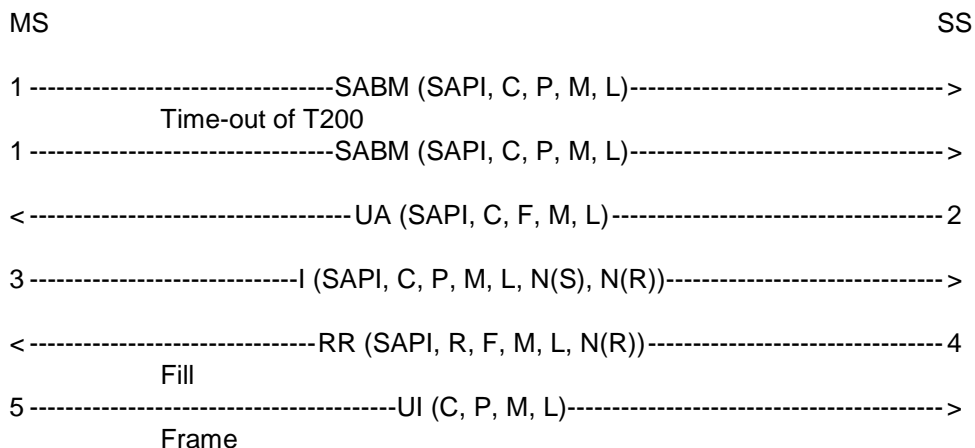 MS SS
1 ----------------------------------SABM (SAPI, C, P, M, L)----------------------------------- >
Time-out of T200
1 ----------------------------------SABM (SAPI, C, P, M, L)----------------------------------- >
< ------------------------------------UA (SAPI, C, F, M, L)------------------------------------- 2
3 ------------------------------I (SAPI, C, P, M, L, N(S), N(R))------------------------------- >
< --------------------------------RR (SAPI, R, F, M, L, N(R))--------------------------------- 4
Fill
5 -----------------------------------------UI (C, P, M, L)------------------------------------------ >
Frame